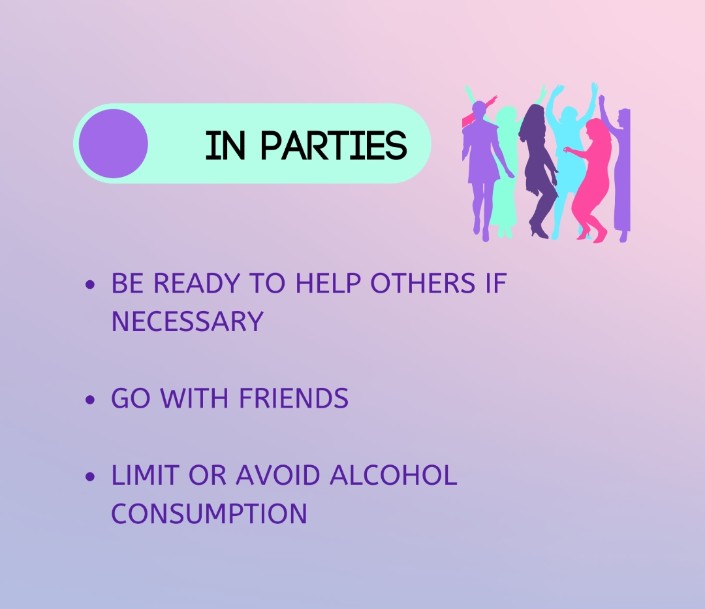 IN PARTIES
• BE READY TO HELP OTHERS IF
NECESSARY
• GO WITH FRIENDS
• LIMIT OR AVOID ALCOHOL
CONSUMPTION